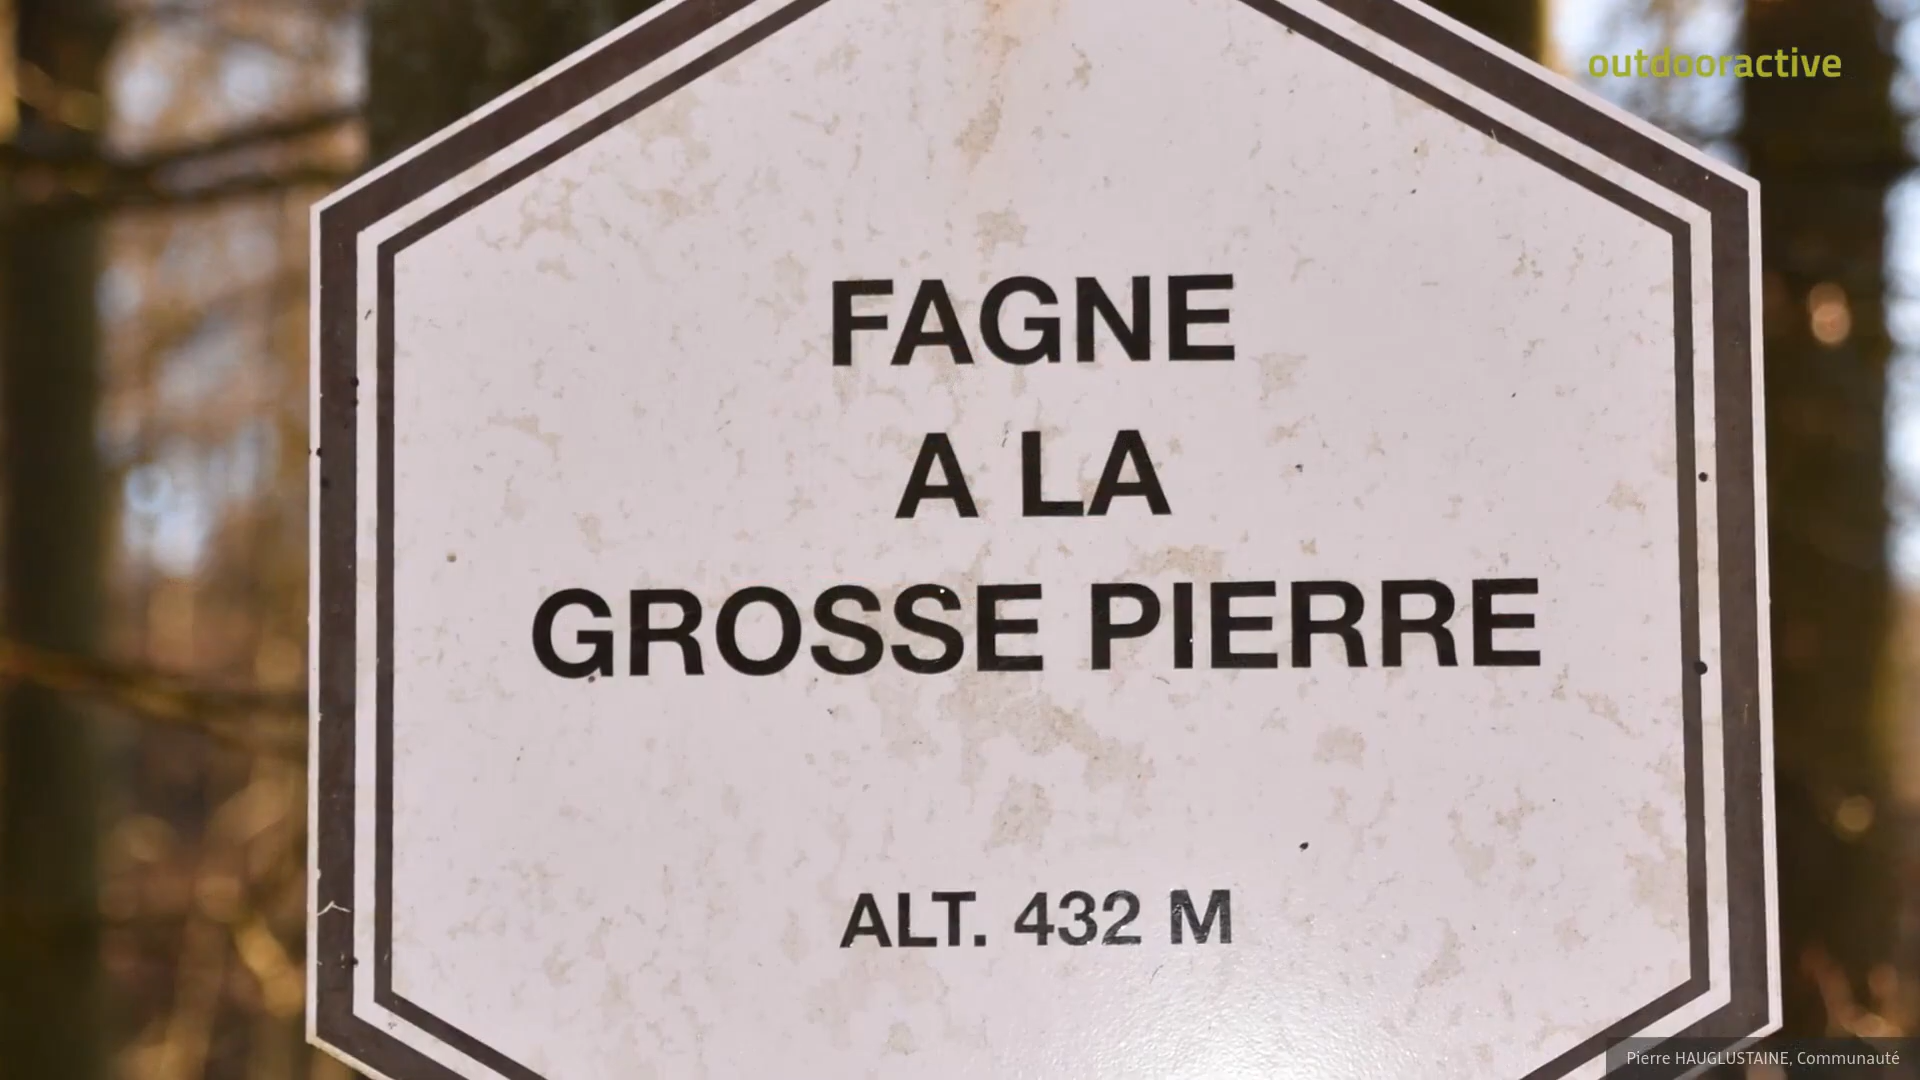 outdooractive
FAGNE
A LA
GROSSE PIERRE
ALT. 432 M
Pierre HAUGLUSTAINE, Communauté